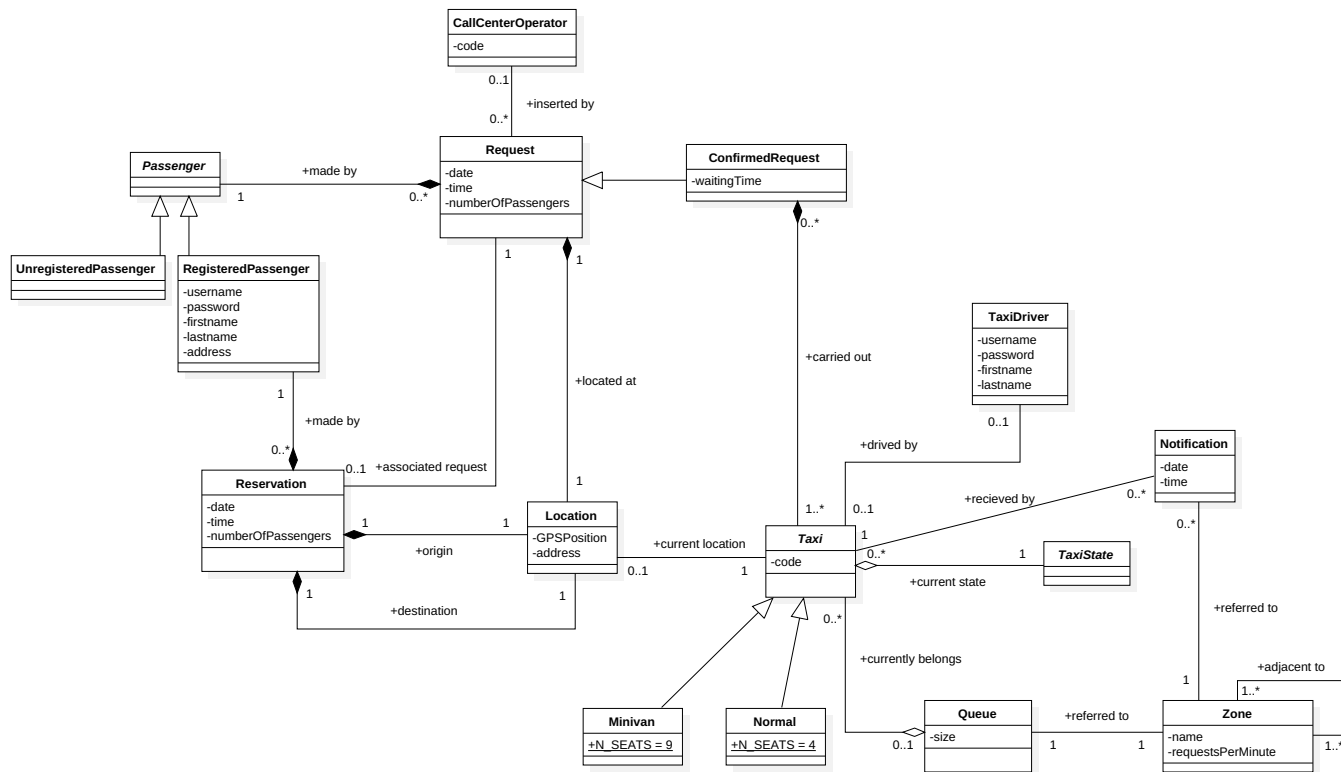 CallCenterOperator
-code
0..1
+inserted by
0..*
Request
-date
-time
-numberOfPassengers
Passenger
+made by
1
0..*
ConfirmedRequest
-waitingTime
0..*
UnregisteredPassenger
RegisteredPassenger
-username
-password
-firstname
-lastname
-address
1
1
TaxiDriver
-username
-password
-firstname
-lastname
+carried out
+located at
1
+made by
0..*
0..1
+drived by
Notification
-date
-time
Reservation
-date
-time
-numberOfPassengers
0..1
+associated request
+recieved by
0..*
1
1..*
0..1
0..*
Location
-GPSPosition
-address
1
1
+origin
+current location
0..1
1
Taxi
-code
1
0..*
1
+current state
TaxiState
1
+destination
1
0..*
+referred to
+currently belongs
+adjacent to
1
1..*
Minivan
+N_SEATS = 9
Normal
+N_SEATS = 4
Queue
-size
0..1
+referred to
1
1
Zone
-name
-requestsPerMinute
1..*